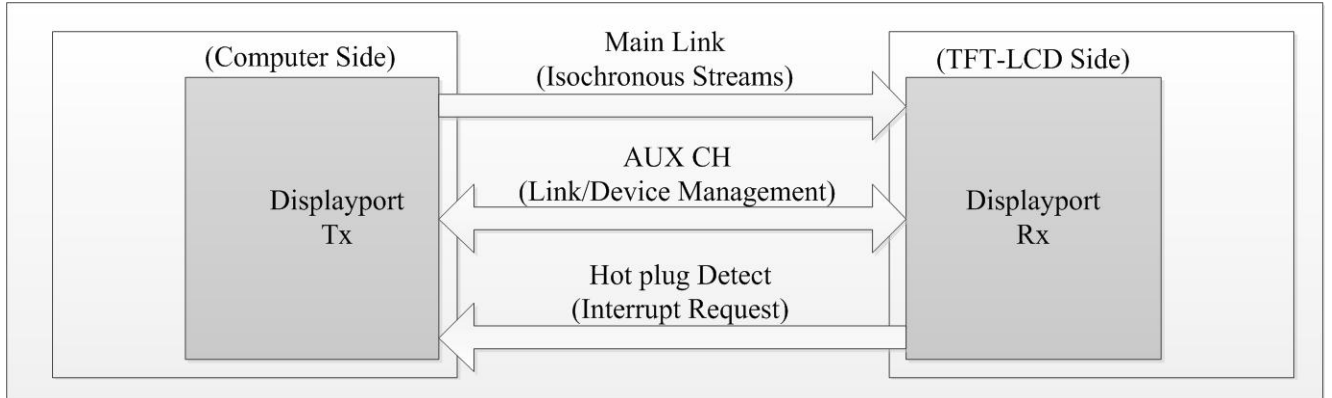 (Computer Side)
Main Link
(Isochronous Streams)
(TFT-LCD Side)
AUX CH
(Link/Device Management)
Displayport
Tx
Displayport
Rx
Hot plug Detect
(Interrupt Request)